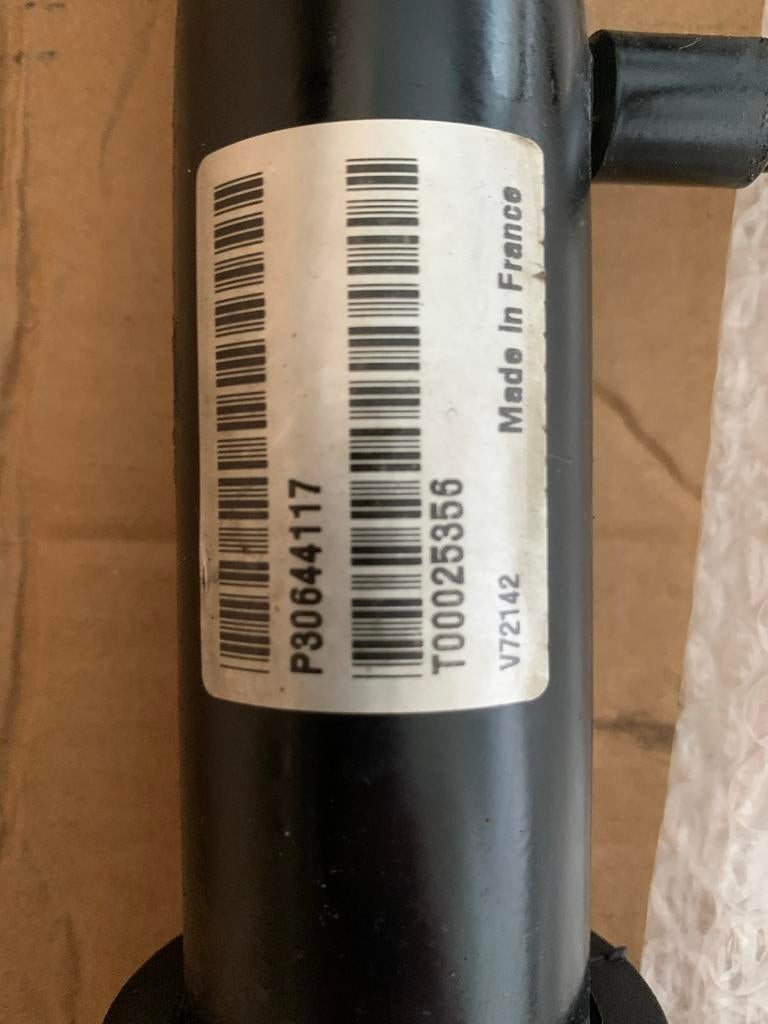 P30644117
T00025356
V72142 Made In France